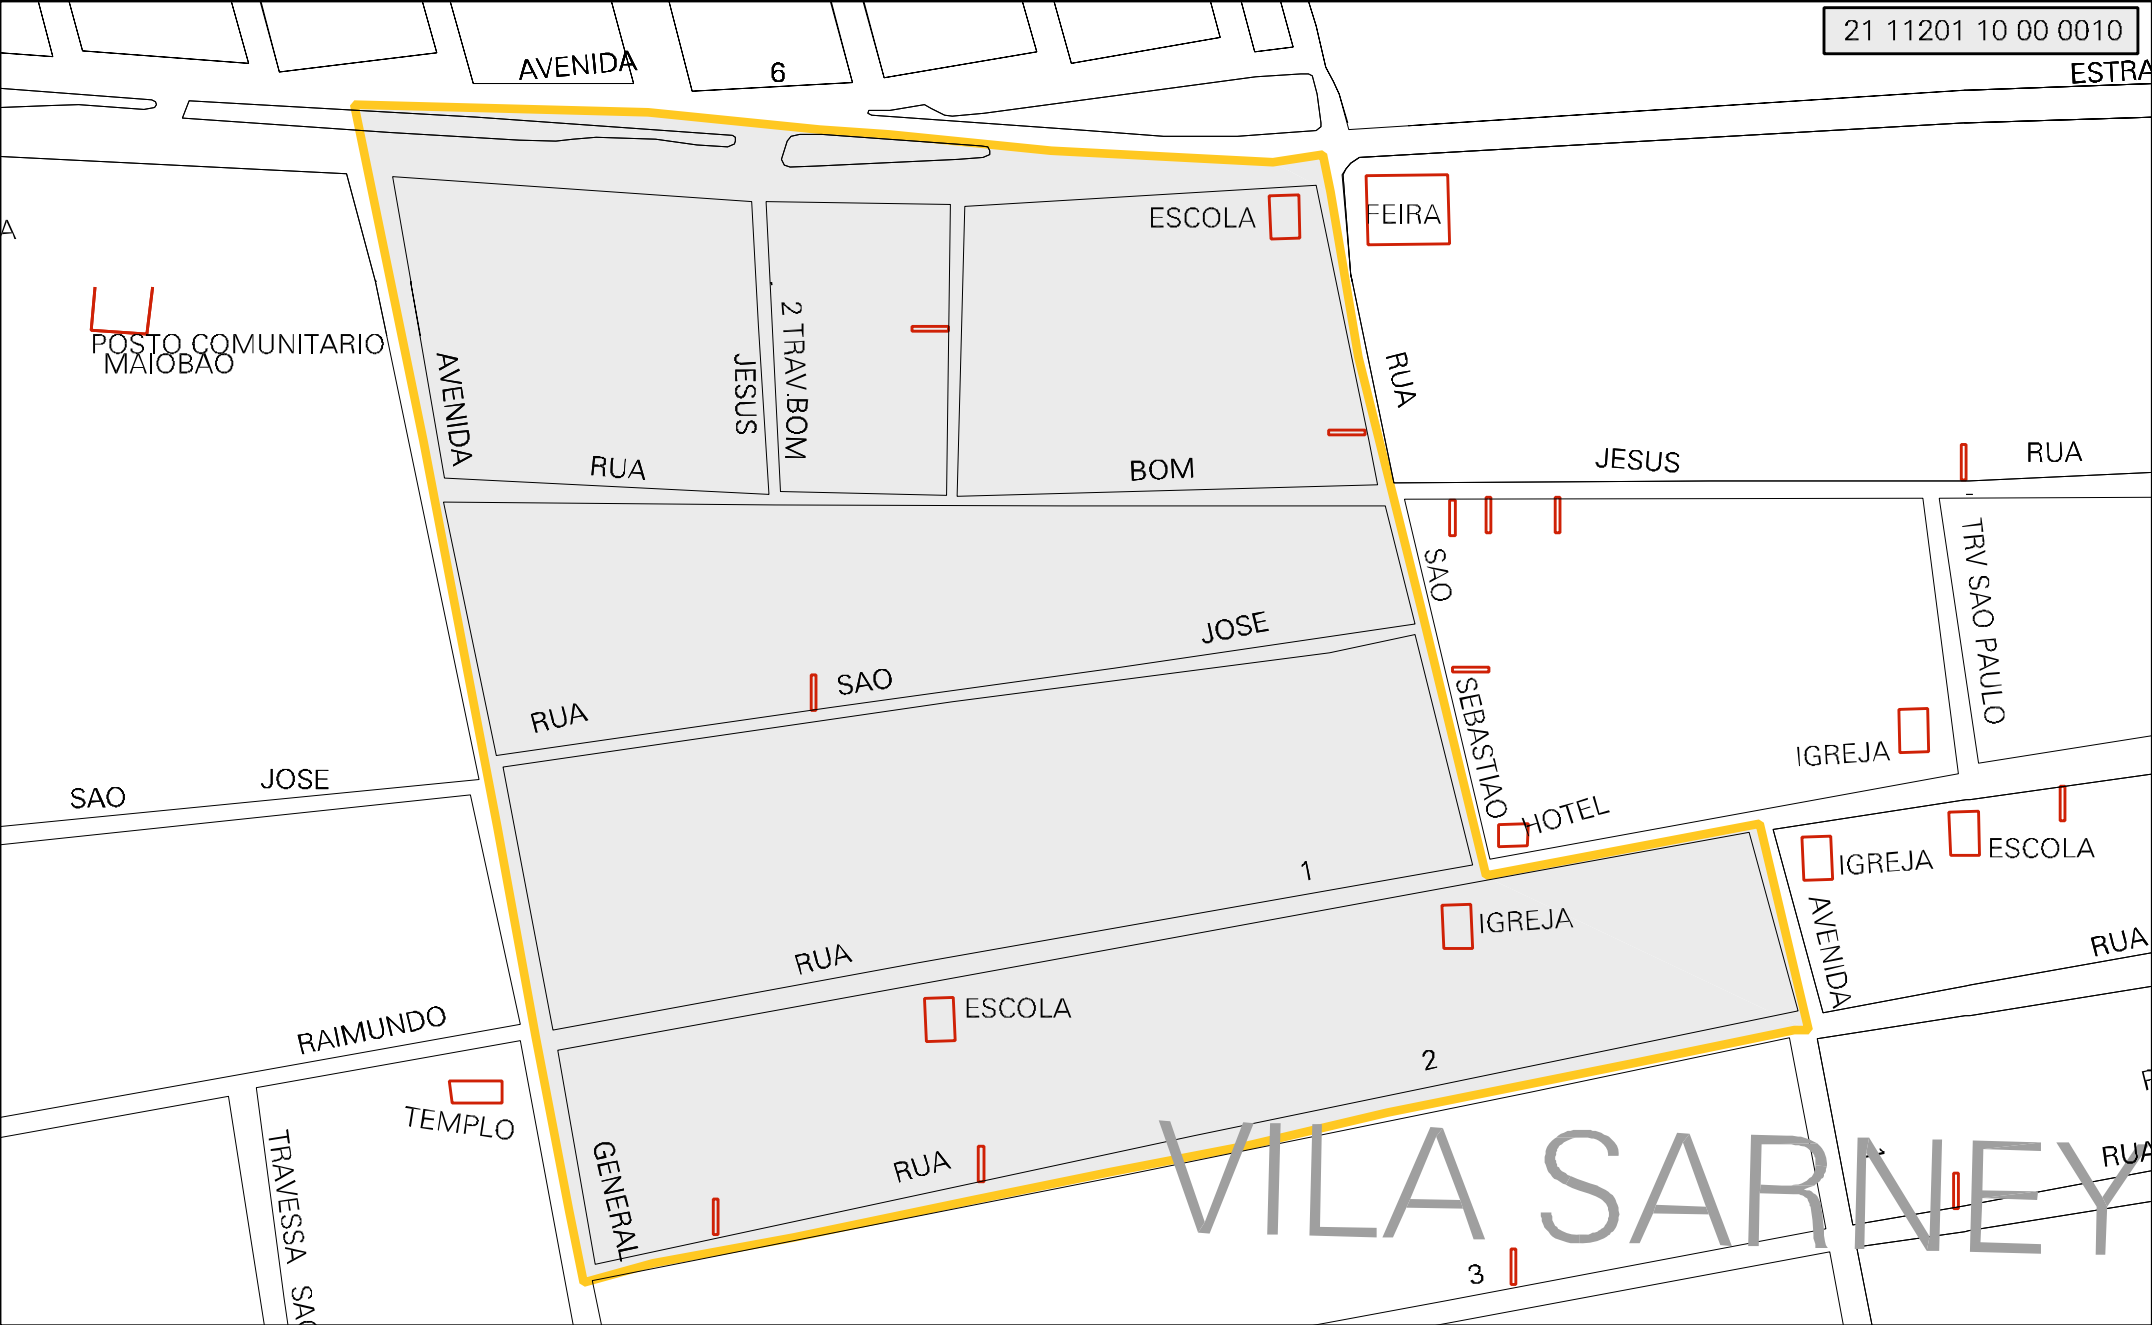 21 11201 10 00 0010
AVENIDA
6
ESTRA
ESCOLA
FEIRA
A
POSTO COMUNITARIO
MAIOBAO
AVENIDA
JESUS
2 TRAV.BOM
RUA
RUA
BOM
JESUS
RUA
SAO
TRV SAO PAULO
JOSE
SAO
RUA
SEBASTIAO
IGREJA
SAO
JOSE
HOTEL
1
IGREJA
ESCOLA
RUA
IGREJA
AVENIDA
RUA
ESCOLA
RAIMUNDO
2
TEMPLO
TRAVESSA SAO
GENERAL
RUA
VILA SARNEY
RUA
3